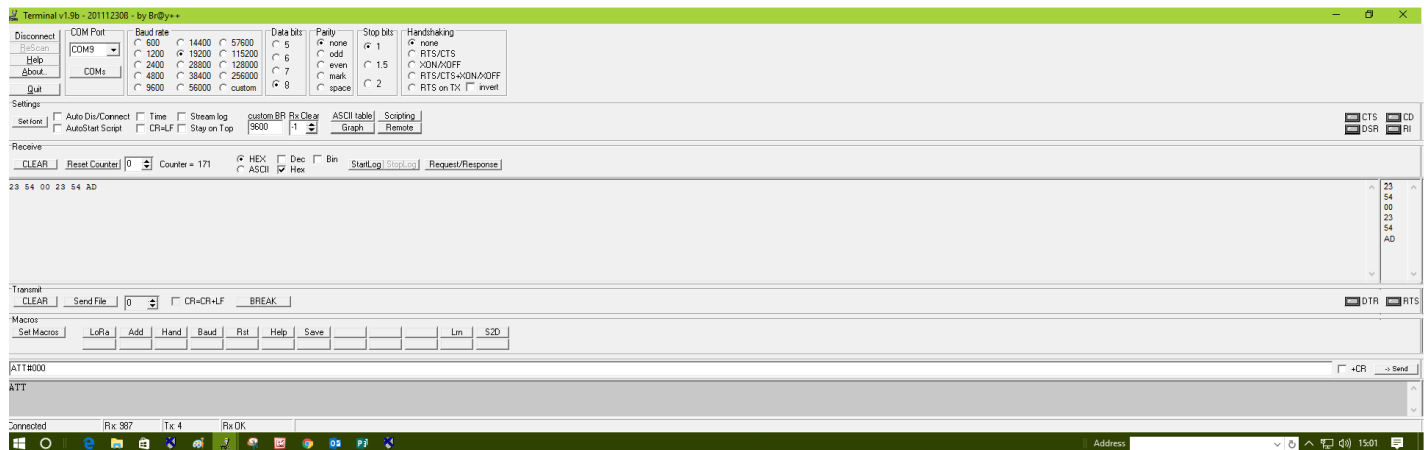 Terminal v1.9b - 201112308 - by Br@y++
Disconnect
ReScan
Help
About..
Quit
COM Port
COM9
COMs
Baud rate
600 14400 57600
1200 19200 115200
2400 28800 128000
4800 38400 256000
9600 56000 custom
Data bits
5
6
7
8
Parity
none
odd
even
mark
space
Stop bits
1
1.5
2
Handshaking
none
RTS/CTS
XON/XOFF
RTS/CTS+XON/XOFF
RTS on TX invert
Settings
Set font
Auto Dis/Connect Time Stream log
AutoStart Script CR=LF Stay on Top
custom BR Rx Clear
9600 -1
ASCII table Scripting
Graph Remote
CTS CD
DSR RI
Receive
CLEAR Reset Counter 0 Counter = 171
HEX Dec Bin
ASCII Hex
StartLog StopLog Request/Response
23 54 00 23 54 AD
23
54
00
23
54
AD
Transmit
CLEAR Send File 0 CR=CR+LF BREAK
DTR RTS
Macros
Set Macros LoRa Add Hand Baud Rst Help Save Lrn S2D
ATT#000
+CR -> Send
ATT
Connected Rx: 987 Tx: 4 Rx OK
Address 15:01